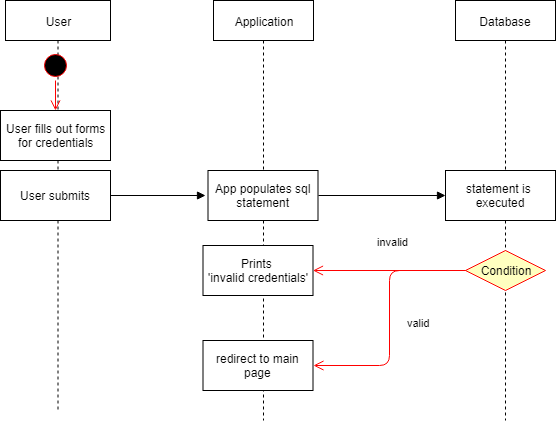 User
Application
Database
User fills out forms
for credentials
User submits
App populates sql
statement
statement is
executed
invalid
Prints
'invalid credentials'
Condition
valid
redirect to main
page